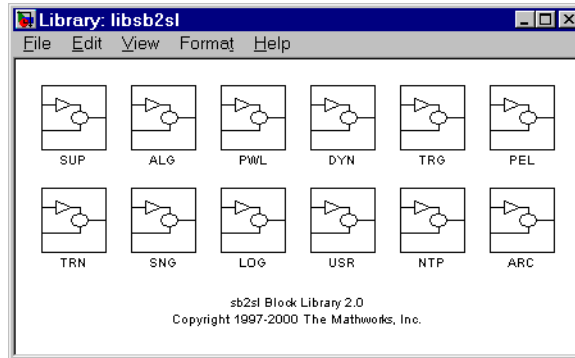 Library: libsb2sl
File Edit View Format Help
SUP ALG PWL DYN TRG PEL
TRN SNG LOG USR NTP ARC
sb2sl Block Library 2.0
Copyright 1997-2000 The Mathworks, Inc.